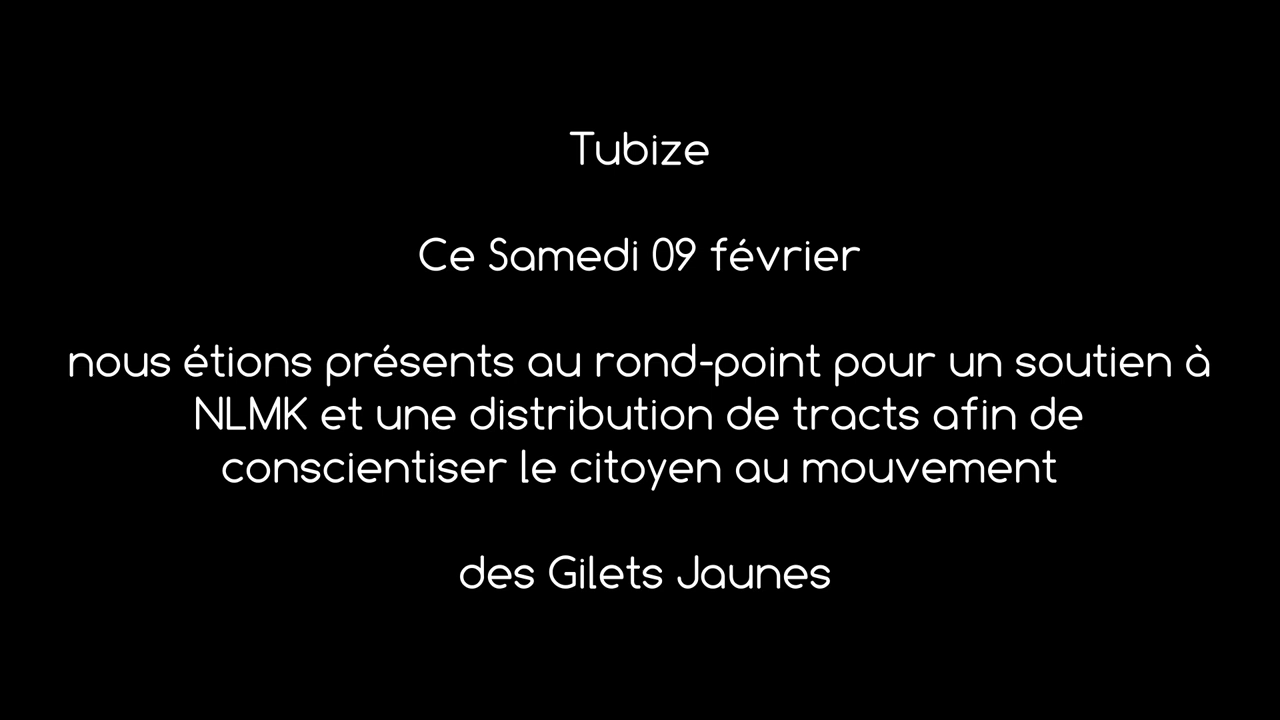 Tubize
Ce Samedi 09 février
nous étions présents au rond-point pour un soutien à
NLMK et une distribution de tracts afin de
conscientiser le citoyen au mouvement
des Gilets Jaunes